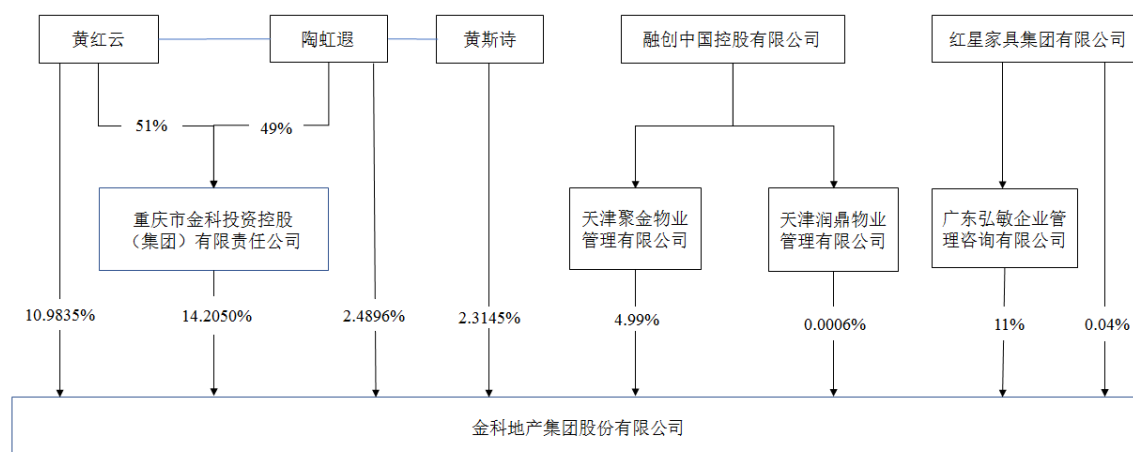 黄红云
陶虹遐
黄斯诗
融创中国控股有限公司
红星家具集团有限公司
51%
49%
重庆市金科投资控股
（集团）有限责任公司
天津聚金物业
管理有限公司
天津润鼎物业
管理有限公司
广东弘敏企业管
理咨询有限公司
10.9835%
14.2050%
2.4896%
2.3145%
4.99%
0.0006%
11%
0.04%
金科地产集团股份有限公司